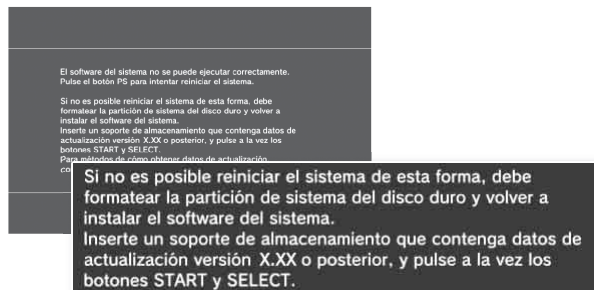 El software del sistema no se puede ejecutar correctamente.
Pulse el botón PS para intentar reiniciar el sistema.
Si no es posible reiniciar el sistema de esta forma, debe
formatear la partición de sistema del disco duro y volver a
instalar el software del sistema.
Inserte un soporte de almacenamiento que contenga datos de
actualización versión X.XX o posterior, y pulse a la vez los
botones START y SELECT.
Para métodos de cómo obtener datos de actualización
Si no es posible reiniciar el sistema de esta forma, debe
formatear la partición de sistema del disco duro y volver a
instalar el software del sistema.
Inserte un soporte de almacenamiento que contenga datos de
actualización versión X.XX o posterior, y pulse a la vez los
botones START y SELECT.